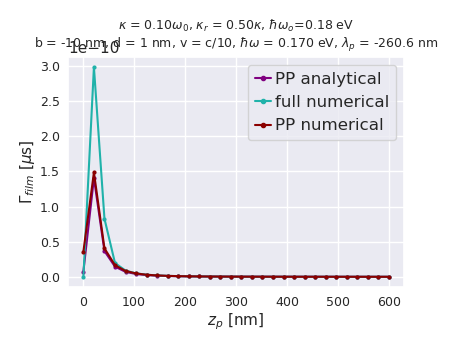 κ = 0.10ω₀, κᵣ = 0.50κ, ℏωₒ=0.18 eV
b = -10 nm, d = 1 nm, v = c/10, ℏω = 0.170 eV, λₚ = -260.6 nm
1e−10
3.0
2.5
2.0
1.5
1.0
0.5
0.0
Γ_film [μs]
PP analytical
full numerical
PP numerical
0 100 200 300 400 500 600
zₚ [nm]